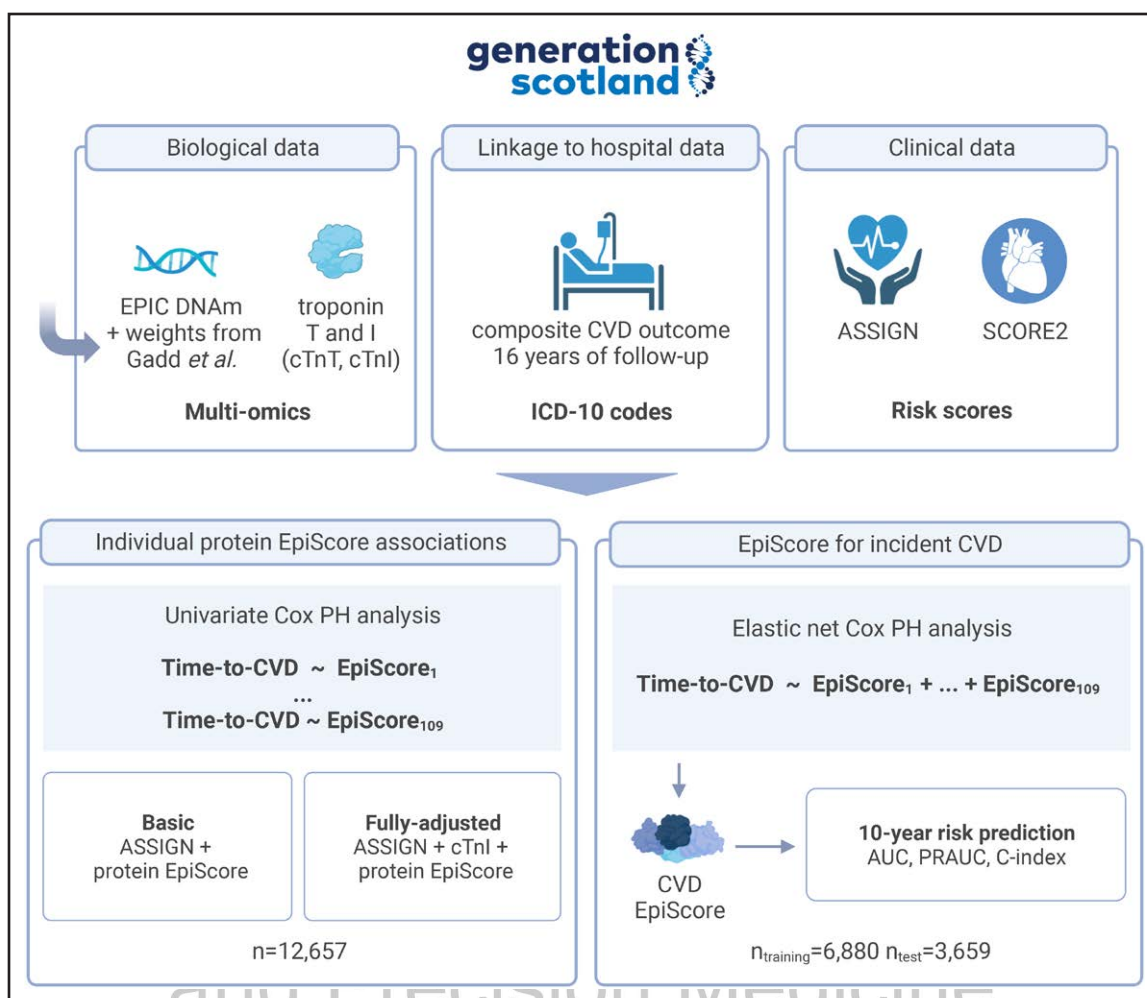 generation
scotland
Biological data
EPIC DNAm
+ weights from
Gadd et al.
troponin
T and I
(cTnT, cTnI)
Multi-omics
Linkage to hospital data
composite CVD outcome
16 years of follow-up
ICD-10 codes
Clinical data
ASSIGN
SCORE2
Risk scores
Individual protein EpiScore associations
Univariate Cox PH analysis
Time-to-CVD ~ EpiScore₁
...
Time-to-CVD ~ EpiScore₁₀₉
Basic
ASSIGN +
protein EpiScore
Fully-adjusted
ASSIGN + cTnI +
protein EpiScore
n=12,657
EpiScore for incident CVD
Elastic net Cox PH analysis
Time-to-CVD ~ EpiScore₁ + ... + EpiScore₁₀₉
CVD
EpiScore
10-year risk prediction
AUC, PRAUC, C-index
ntraining=6,880 ntest=3,659
and Precision Medicine